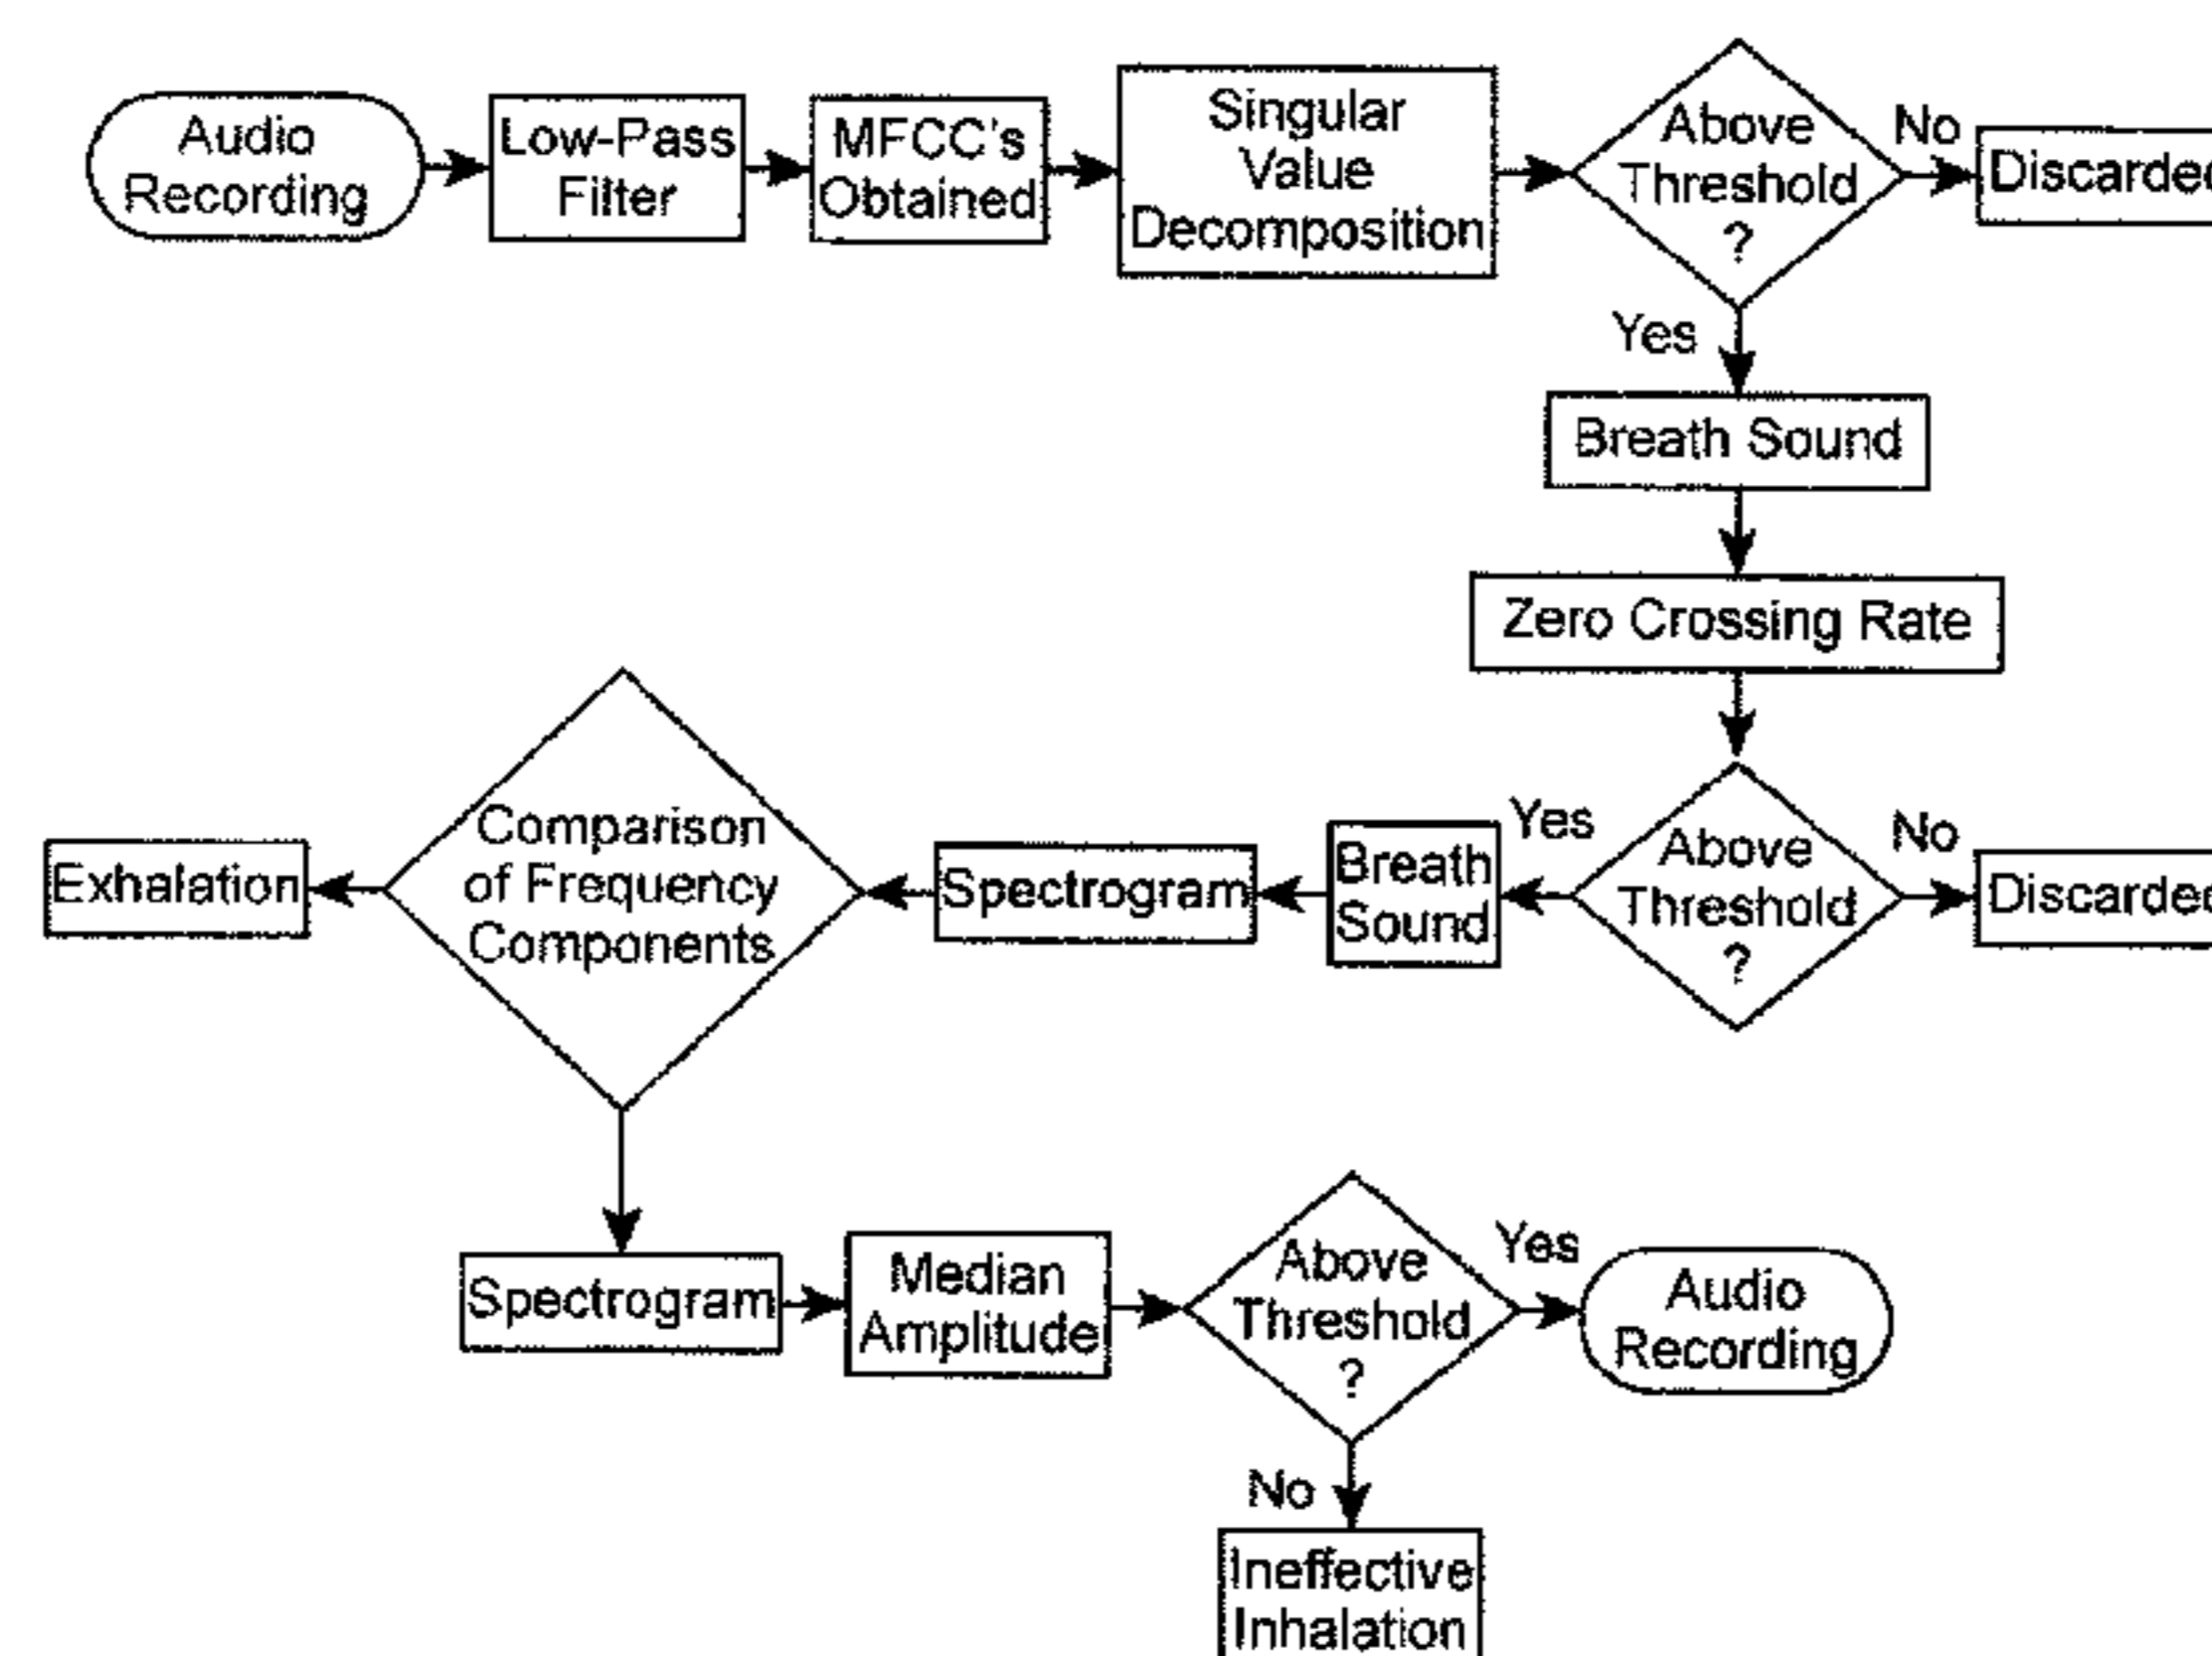 Audio
Recording
Low-Pass
Filter
MFCC's
Obtained
Singular
Value
Decomposition
Above
Threshold
?
No
Discarded
Yes
Breath Sound
Zero Crossing Rate
Above
Threshold
?
No
Discarded
Yes
Breath
Sound
Spectrogram
Comparison
of Frequency
Components
Exhalation
Spectrogram
Median
Amplitude
Above
Threshold
?
Yes
Audio
Recording
No
Ineffective
Inhalation